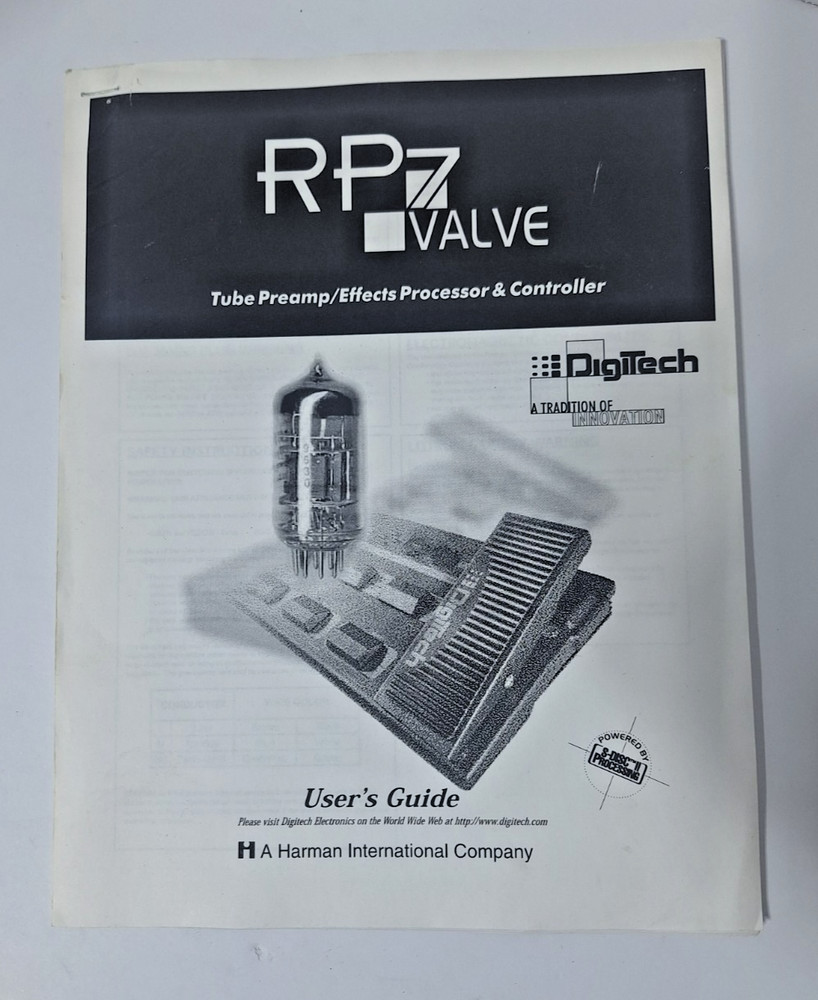 RP7
VALVE
Tube Preamp/Effects Processor & Controller
DigiTech
A TRADITION OF
INNOVATION
DigiTech
POWERED BY
S-DISC™ II
PROCESSING
User's Guide
Please visit Digitech Electronics on the World Wide Web at http://www.digitech.com
H A Harman International Company